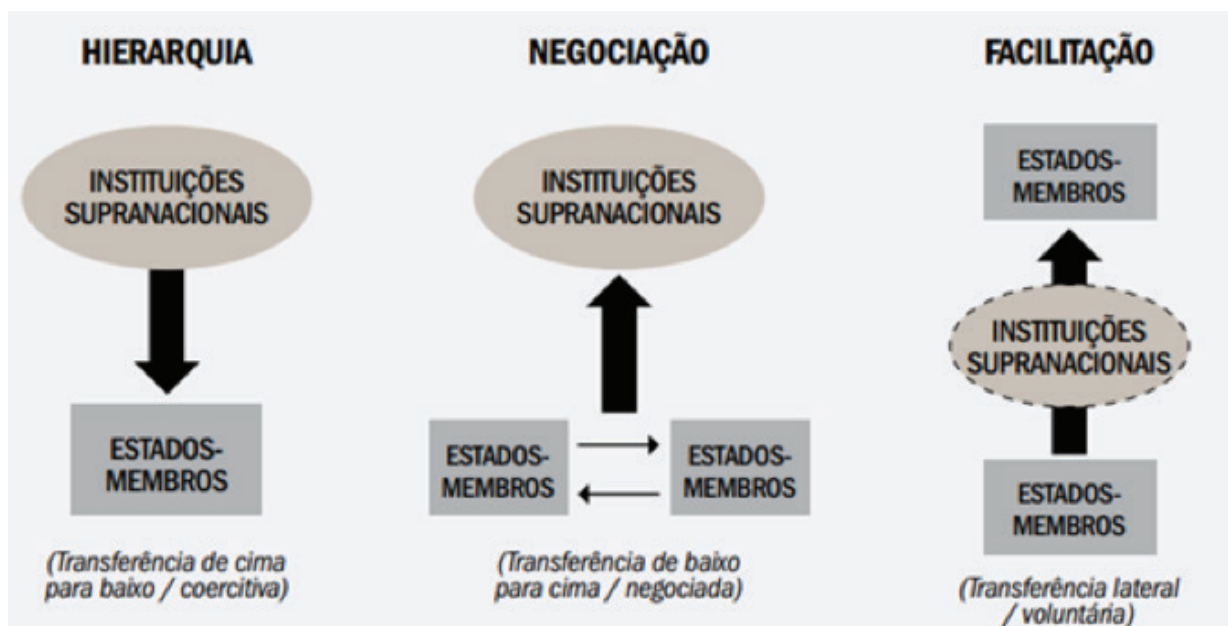 HIERARQUIA
INSTITUIÇÕES
SUPRANACIONAIS
ESTADOS-
MEMBROS
(Transferência de cima
para baixo / coercitiva)
NEGOCIAÇÃO
INSTITUIÇÕES
SUPRANACIONAIS
ESTADOS-
MEMBROS
ESTADOS-
MEMBROS
(Transferência de baixo
para cima / negociada)
FACILITAÇÃO
ESTADOS-
MEMBROS
INSTITUIÇÕES
SUPRANACIONAIS
ESTADOS-
MEMBROS
(Transferência lateral
/ voluntária)